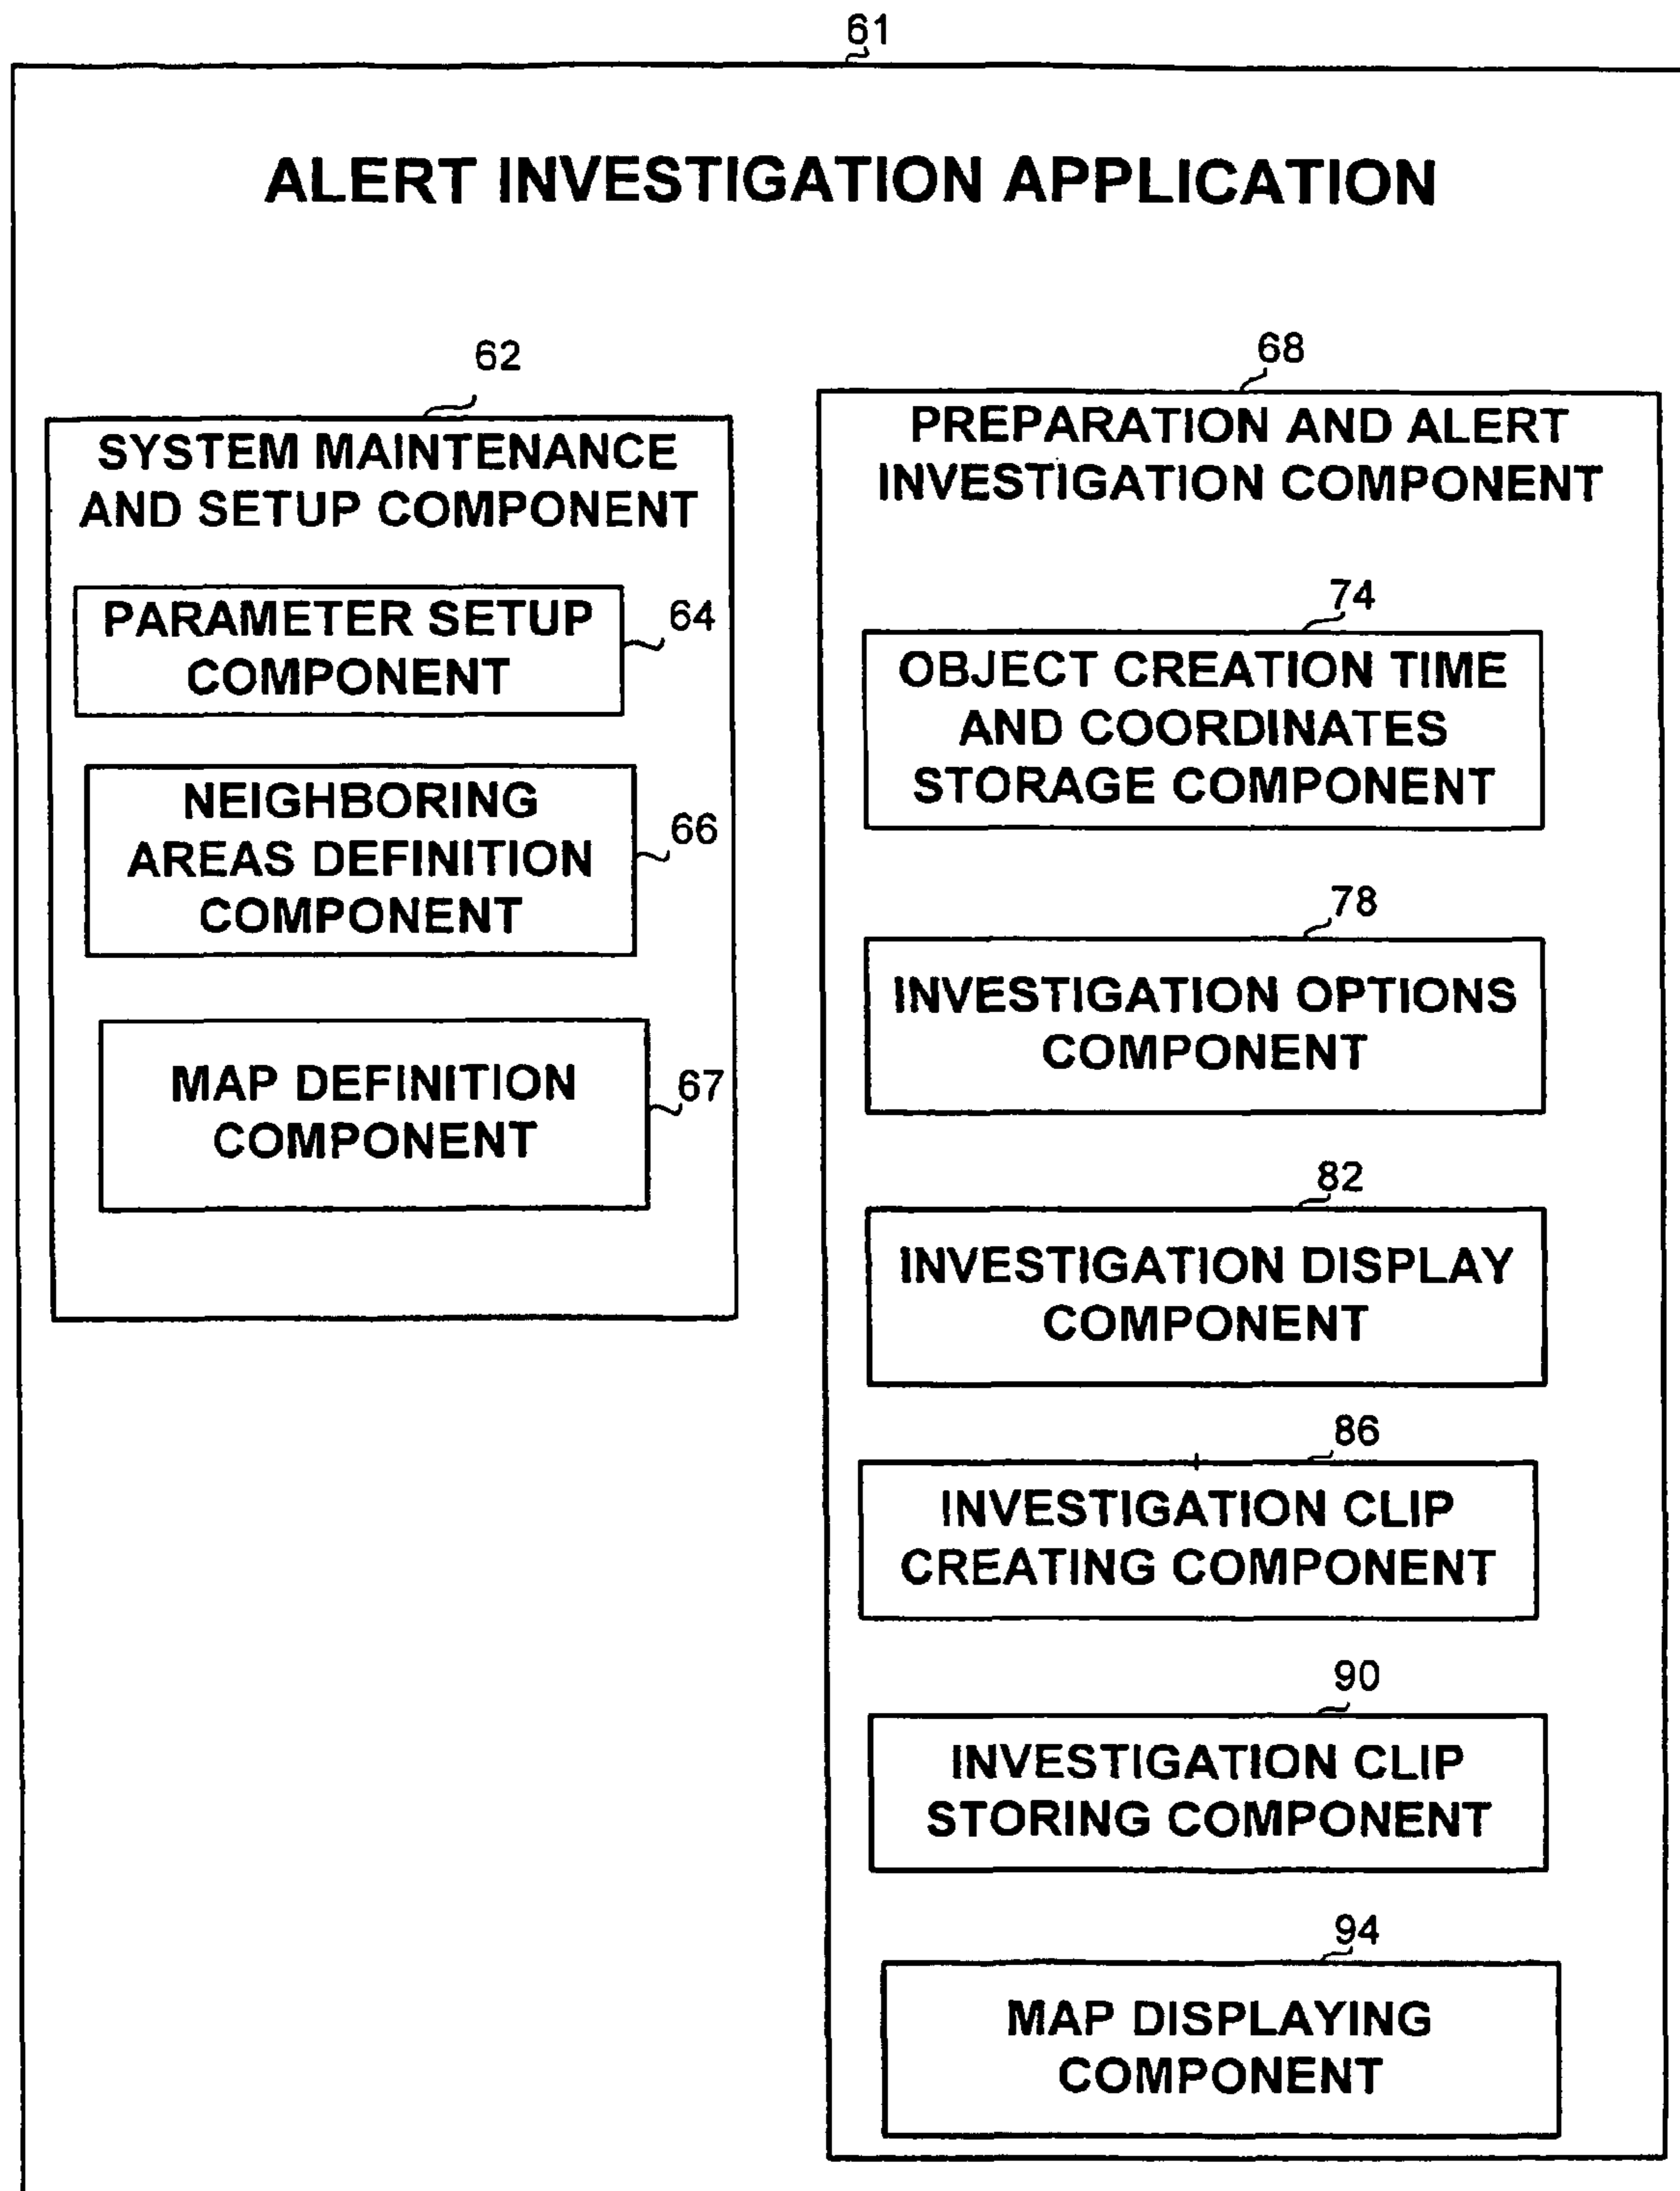 61
ALERT INVESTIGATION APPLICATION
62
SYSTEM MAINTENANCE
AND SETUP COMPONENT
PARAMETER SETUP
COMPONENT
64
NEIGHBORING
AREAS DEFINITION
COMPONENT
66
MAP DEFINITION
COMPONENT
67
68
PREPARATION AND ALERT
INVESTIGATION COMPONENT
74
OBJECT CREATION TIME
AND COORDINATES
STORAGE COMPONENT
78
INVESTIGATION OPTIONS
COMPONENT
82
INVESTIGATION DISPLAY
COMPONENT
86
INVESTIGATION CLIP
CREATING COMPONENT
90
INVESTIGATION CLIP
STORING COMPONENT
94
MAP DISPLAYING
COMPONENT